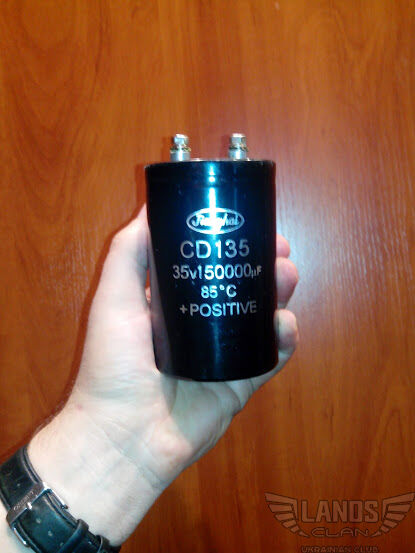 CD135
35v150000µF
85°C
+POSITIVE
LANDS
CLAN
UKRAINIAN CLUB